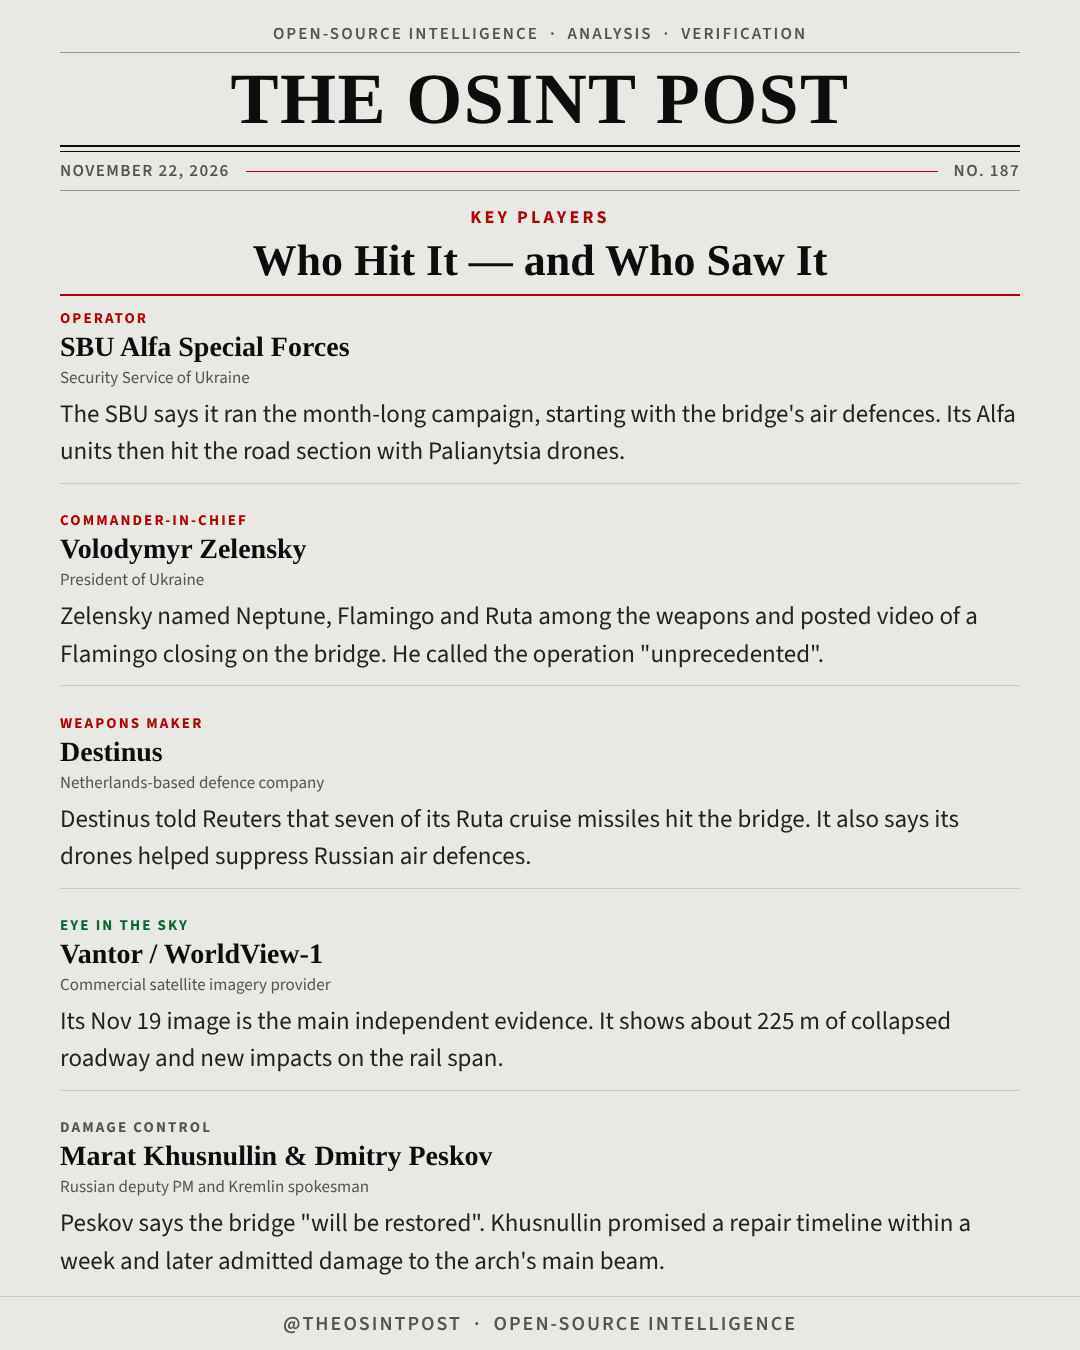 OPEN-SOURCE INTELLIGENCE · ANALYSIS · VERIFICATION
THE OSINT POST
NOVEMBER 22, 2026 NO. 187
KEY PLAYERS
Who Hit It — and Who Saw It
OPERATOR
SBU Alfa Special Forces
Security Service of Ukraine
The SBU says it ran the month-long campaign, starting with the bridge's air defences. Its Alfa
units then hit the road section with Palianytsia drones.
COMMANDER-IN-CHIEF
Volodymyr Zelensky
President of Ukraine
Zelensky named Neptune, Flamingo and Ruta among the weapons and posted video of a
Flamingo closing on the bridge. He called the operation "unprecedented".
WEAPONS MAKER
Destinus
Netherlands-based defence company
Destinus told Reuters that seven of its Ruta cruise missiles hit the bridge. It also says its
drones helped suppress Russian air defences.
EYE IN THE SKY
Vantor / WorldView-1
Commercial satellite imagery provider
Its Nov 19 image is the main independent evidence. It shows about 225 m of collapsed
roadway and new impacts on the rail span.
DAMAGE CONTROL
Marat Khusnullin & Dmitry Peskov
Russian deputy PM and Kremlin spokesman
Peskov says the bridge "will be restored". Khusnullin promised a repair timeline within a
week and later admitted damage to the arch's main beam.
@THEOSINTPOST · OPEN-SOURCE INTELLIGENCE